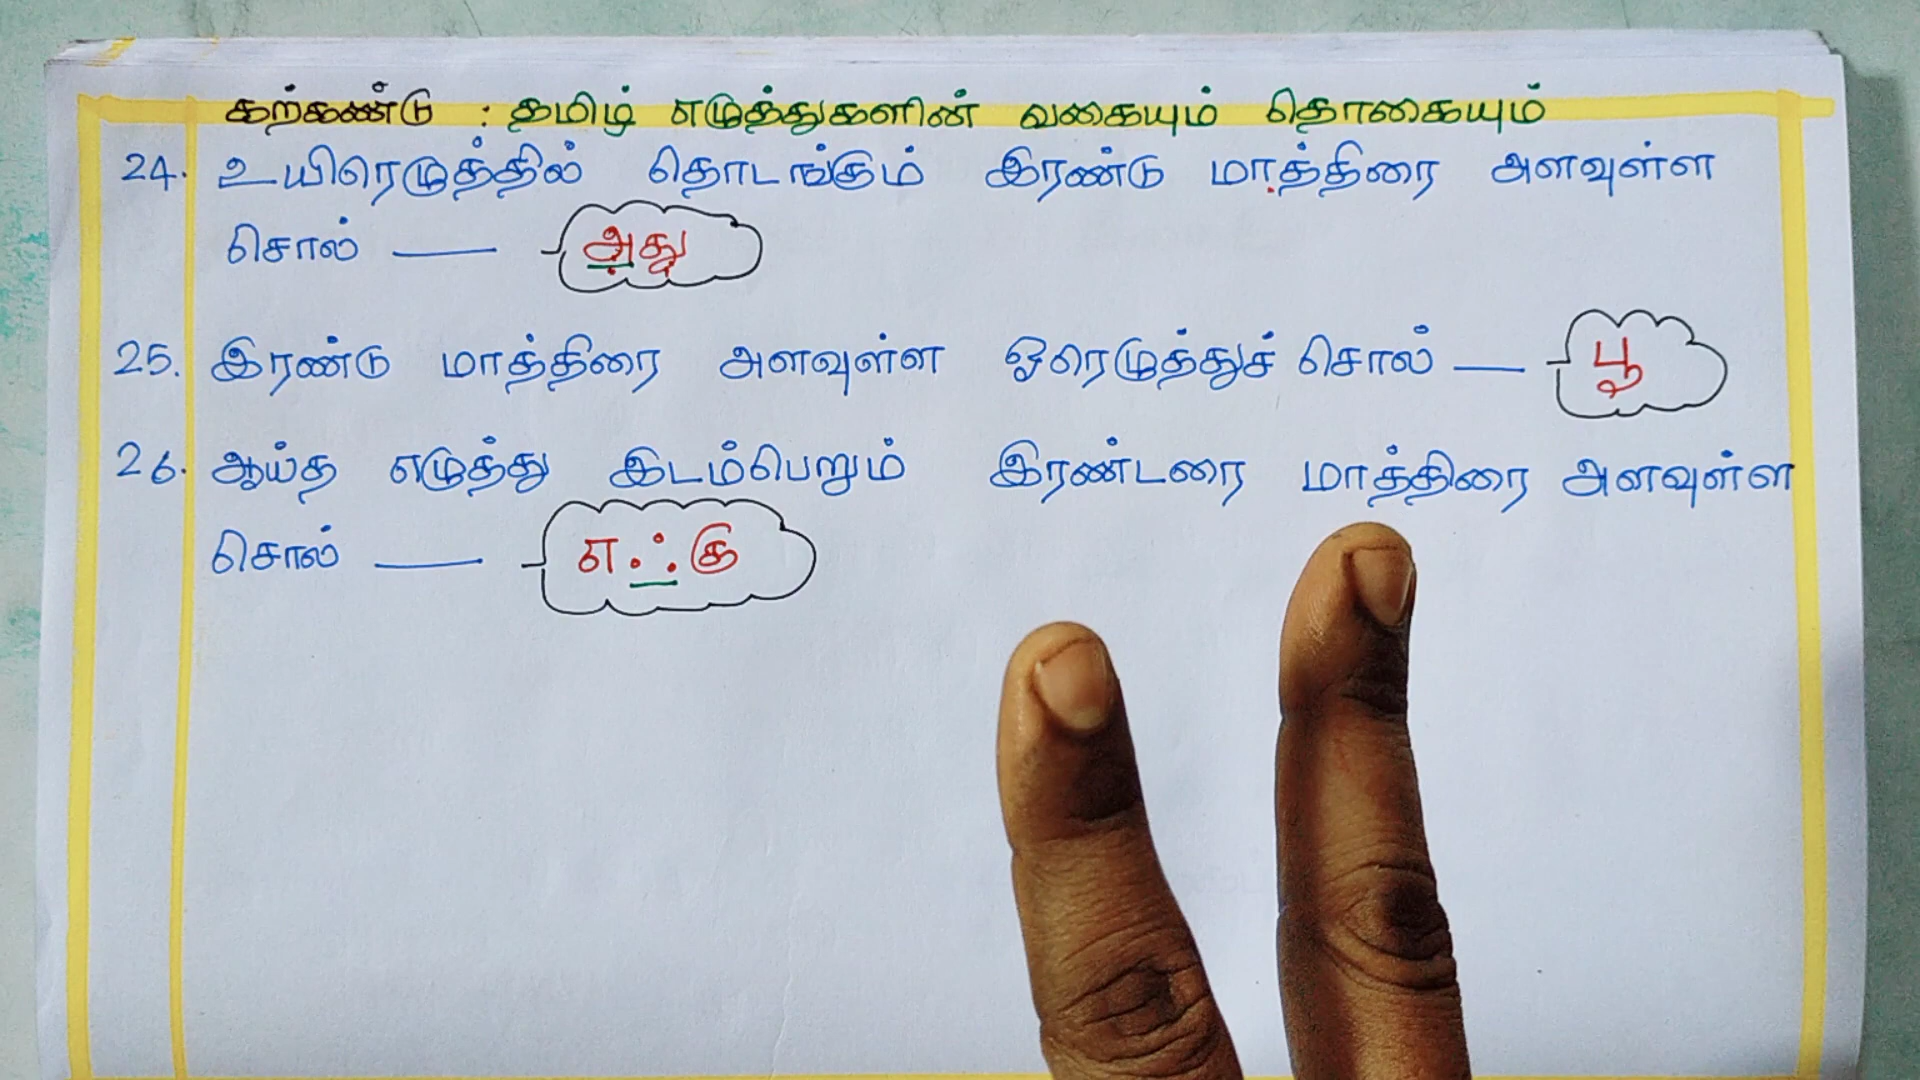 கற்கண்டு : தமிழ் எழுத்துகளின் வகையும் தொகையும்
24. உயிரெழுத்தில் தொடங்கும் இரண்டு மாத்திரை அளவுள்ள
சொல் —— அது
25. இரண்டு மாத்திரை அளவுள்ள ஓரெழுத்துச் சொல் — பூ
26. ஆய்த எழுத்து இடம்பெறும் இரண்டரை மாத்திரை அளவுள்ள
சொல் —— எஃகு